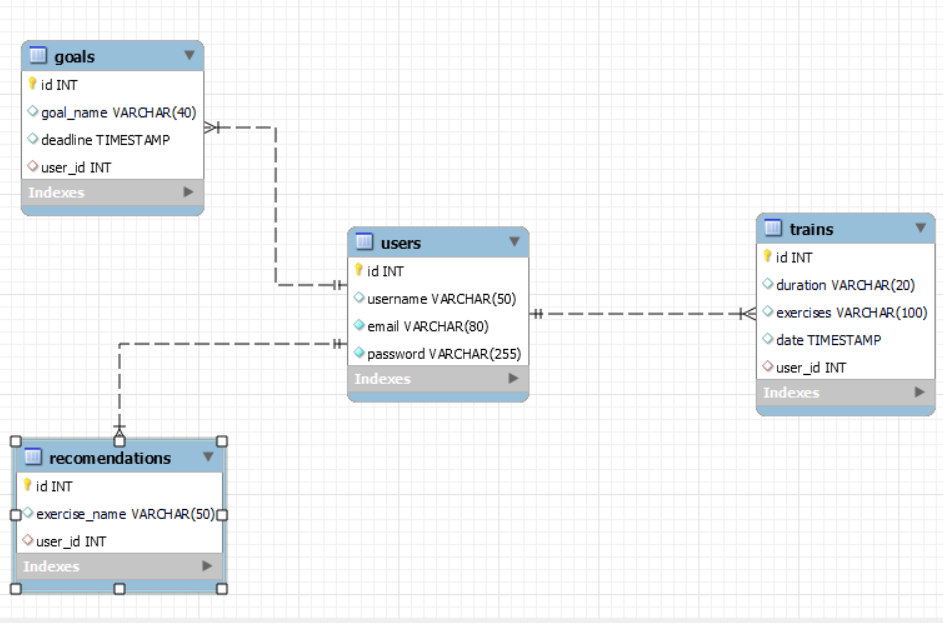 goals
id INT
goal_name VARCHAR(40)
deadline TIMESTAMP
user_id INT
Indexes
users
id INT
username VARCHAR(50)
email VARCHAR(80)
password VARCHAR(255)
Indexes
trains
id INT
duration VARCHAR(20)
exercises VARCHAR(100)
date TIMESTAMP
user_id INT
Indexes
recomendations
id INT
exercise_name VARCHAR(50)
user_id INT
Indexes